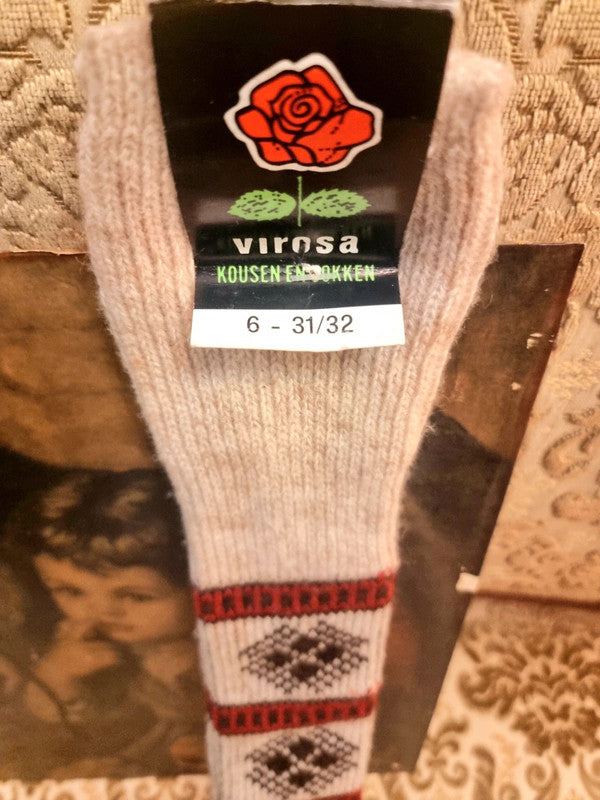 virosa
KOUSEN EN SOKKEN
6 - 31/32